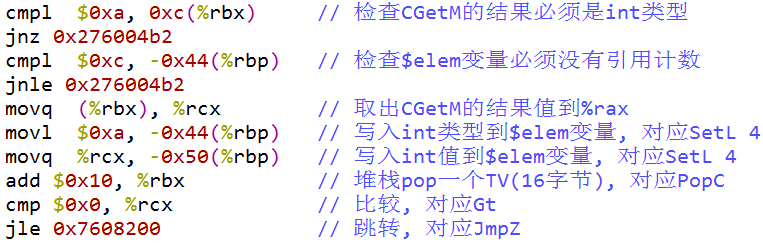 cmpl $0xa, 0xc(%rbx) // 检查CGetM的结果必须是int类型
jnz 0x276004b2
cmpl $0xc, -0x44(%rbp) // 检查$elem变量必须没有引用计数
jnle 0x276004b2
movq (%rbx), %rcx // 取出CGetM的结果值到%rax
movl $0xa, -0x44(%rbp) // 写入int类型到$elem变量, 对应SetL 4
movq %rcx, -0x50(%rbp) // 写入int值到$elem变量, 对应SetL 4
add $0x10, %rbx // 堆栈pop一个TV(16字节), 对应PopC
cmp $0x0, %rcx // 比较, 对应Gt
jle 0x7608200 // 跳转, 对应JmpZ